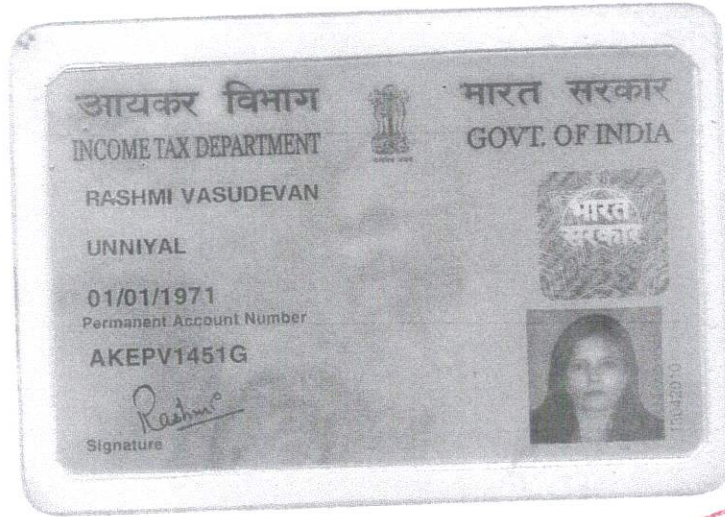 आयकर विभाग
INCOME TAX DEPARTMENT
भारत सरकार
GOVT. OF INDIA
RASHMI VASUDEVAN
UNNIYAL
01/01/1971
Permanent Account Number
AKEPV1451G
Rashmi
Signature
भारत
सरकार